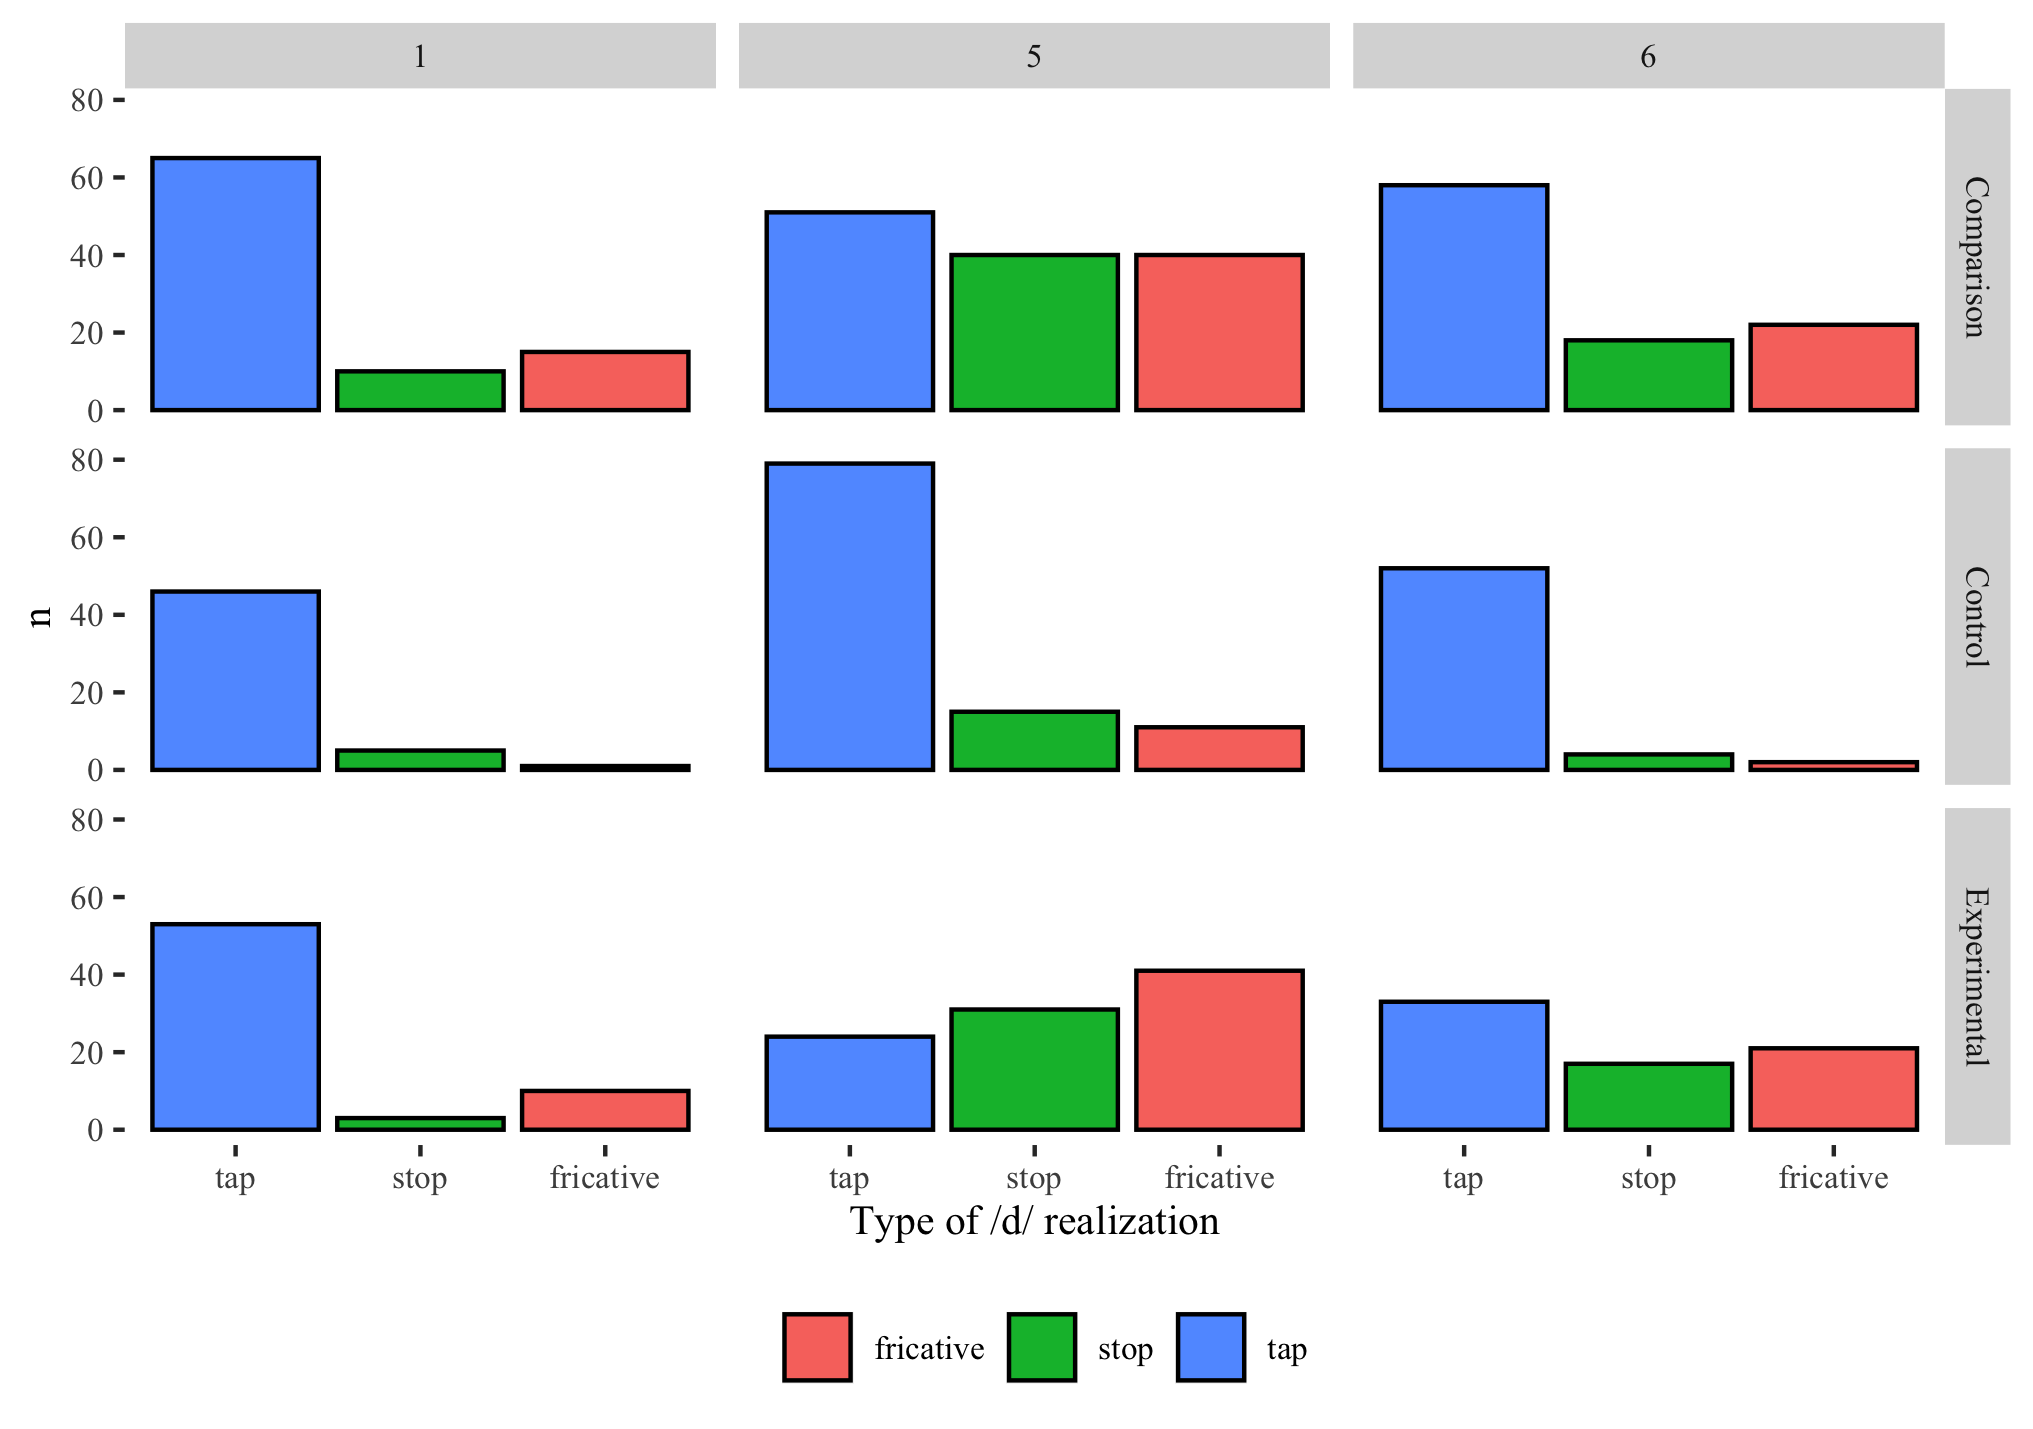 1 5 6
80
60
40
20
0
Comparison
80
60
40
20
0
Control
80
60
40
20
0
Experimental
n
tap stop fricative tap stop fricative tap stop fricative
Type of /d/ realization
fricative stop tap